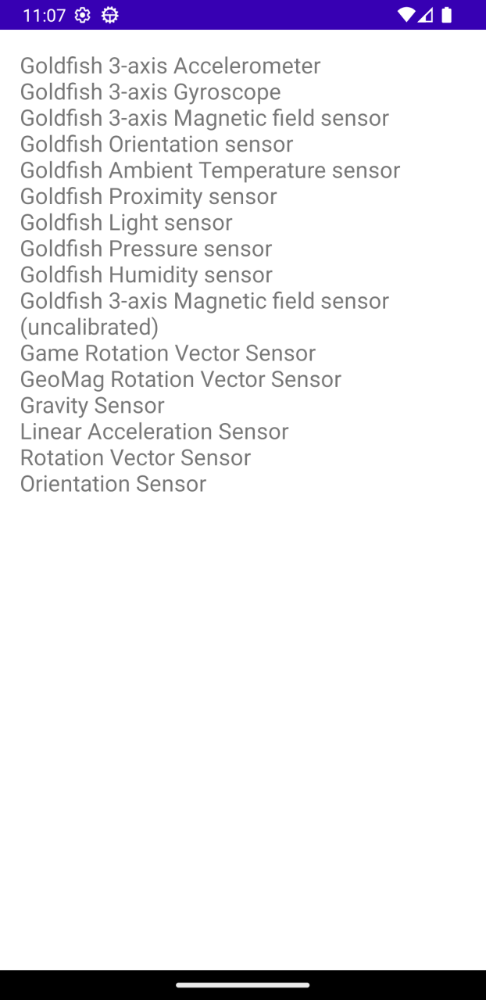 11:07
Goldfish 3-axis Accelerometer
Goldfish 3-axis Gyroscope
Goldfish 3-axis Magnetic field sensor
Goldfish Orientation sensor
Goldfish Ambient Temperature sensor
Goldfish Proximity sensor
Goldfish Light sensor
Goldfish Pressure sensor
Goldfish Humidity sensor
Goldfish 3-axis Magnetic field sensor
(uncalibrated)
Game Rotation Vector Sensor
GeoMag Rotation Vector Sensor
Gravity Sensor
Linear Acceleration Sensor
Rotation Vector Sensor
Orientation Sensor